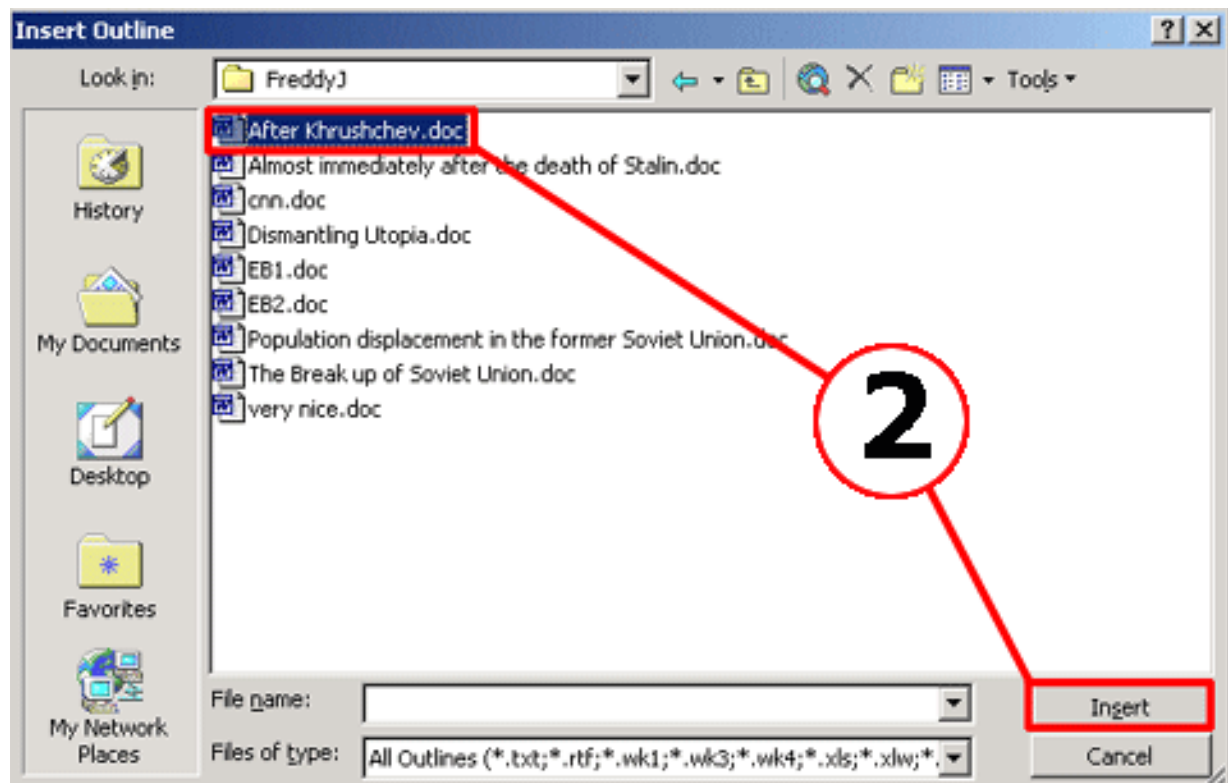 Insert Outline
Look in:
FreddyJ
Tools
History
My Documents
Desktop
Favorites
My Network
Places
After Khrushchev.doc
Almost immediately after the death of Stalin.doc
cnn.doc
Dismantling Utopia.doc
EB1.doc
EB2.doc
Population displacement in the former Soviet Union.doc
The Break up of Soviet Union.doc
very nice.doc
2
File name:
Insert
Files of type:
All Outlines (*.txt;*.rtf;*.wk1;*.wk3;*.wk4;*.xls;*.xlw;*.
Cancel